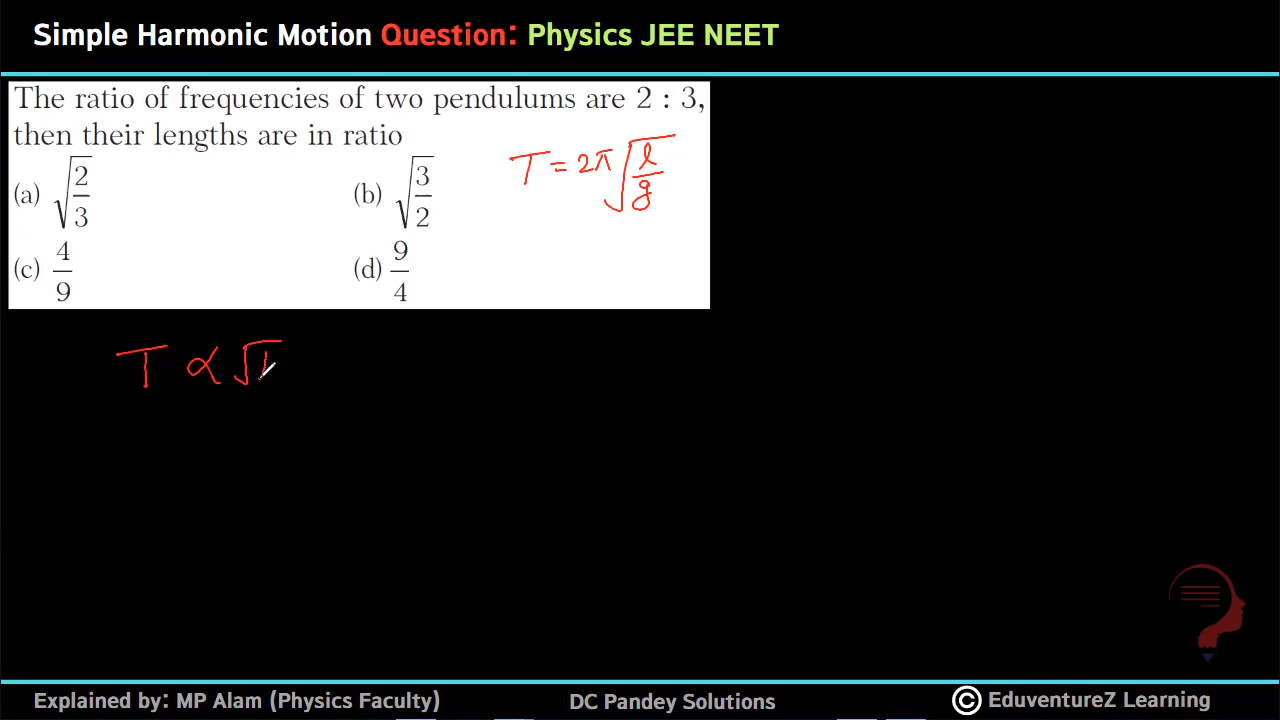 Simple Harmonic Motion Question: Physics JEE NEET
The ratio of frequencies of two pendulums are 2 : 3,
then their lengths are in ratio
T = 2π√(l/g)
(a) √(2/3) (b) √(3/2)
(c) 4/9 (d) 9/4
T ∝ √l
Explained by: MP Alam (Physics Faculty) DC Pandey Solutions © EduventureZ Learning